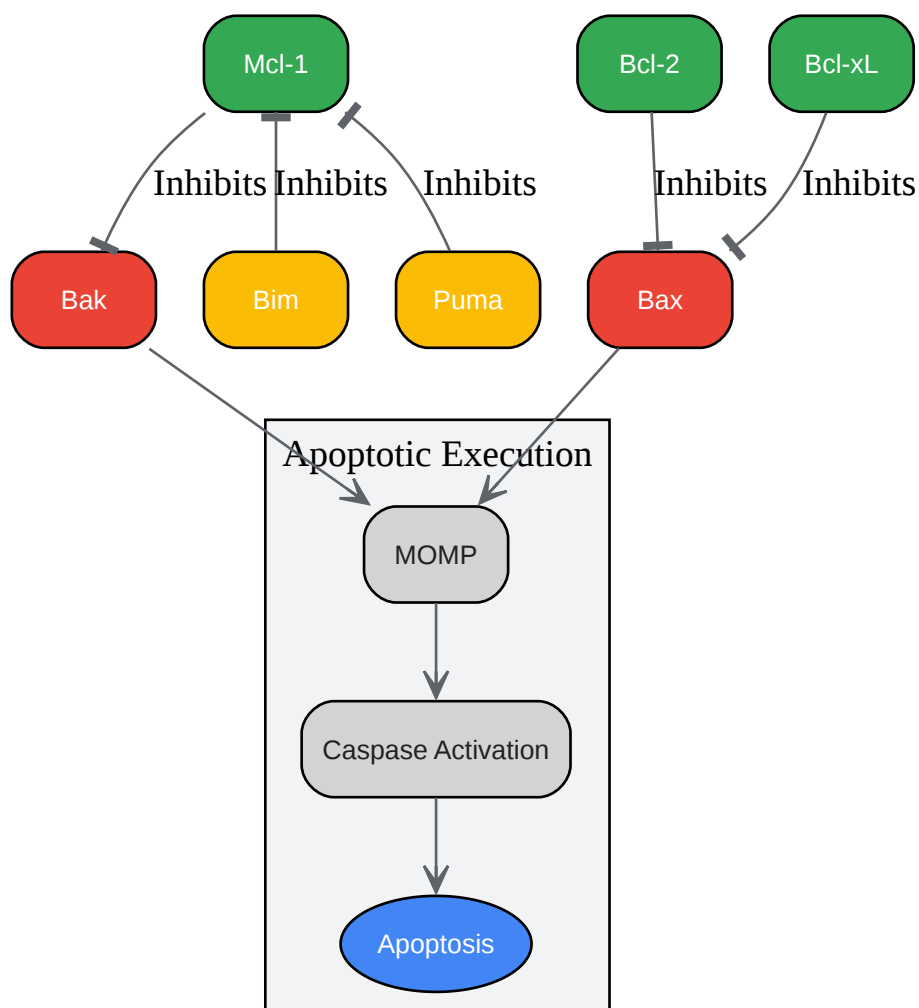 Mcl-1
Bcl-2
Bcl-xL
Inhibits
Inhibits
Inhibits
Inhibits
Inhibits
Bak
Bim
Puma
Bax
Apoptotic Execution
MOMP
Caspase Activation
Apoptosis